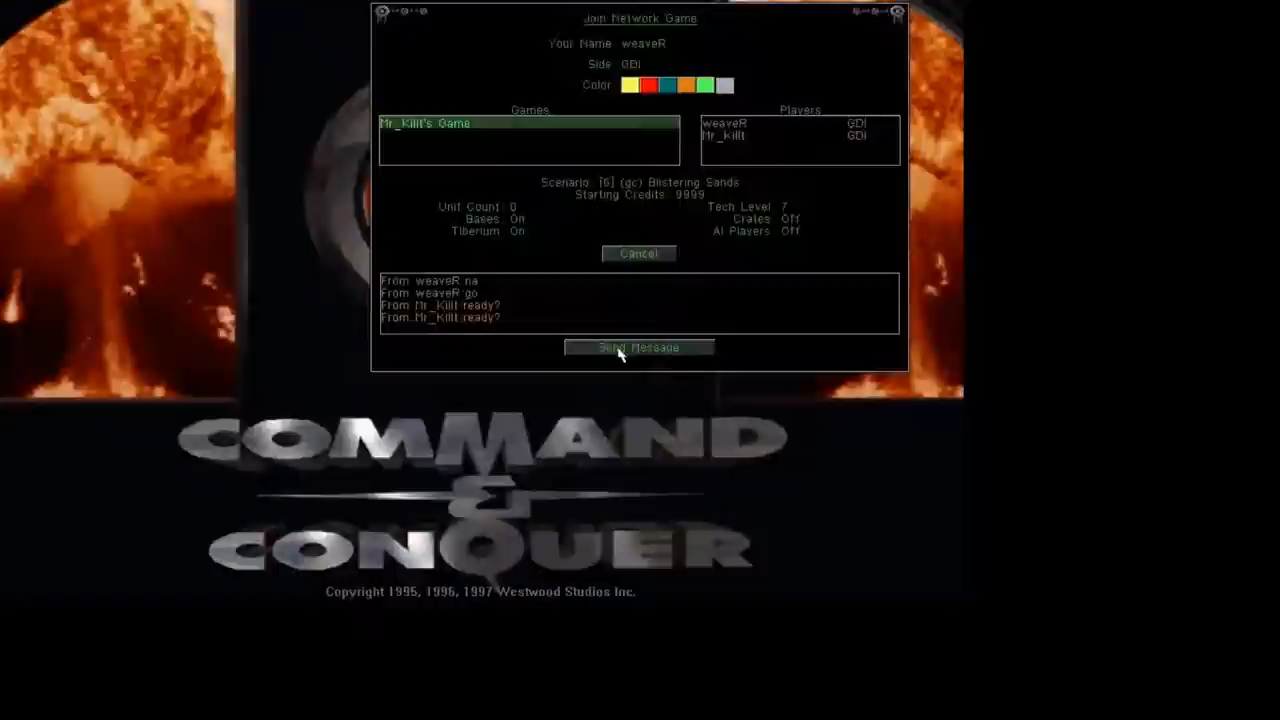 Join Network Game
Your Name weaveR
Side GDI
Color
Games Players
Mr_Killt's Game
weaveR GDI
Mr_Killt GDI
Scenario: [6] (gc) Blistering Sands
Starting Credits: 9999
Unit Count: 0 Tech Level 7
Bases: On Crates: Off
Tiberium: On AI Players: Off
Cancel
From weaveR na
From weaveR go
From Mr_Killt ready?
From Mr_Killt ready?
Send Message
COMMAND
&
CONQUER
Copyright 1995, 1996, 1997 Westwood Studios Inc.